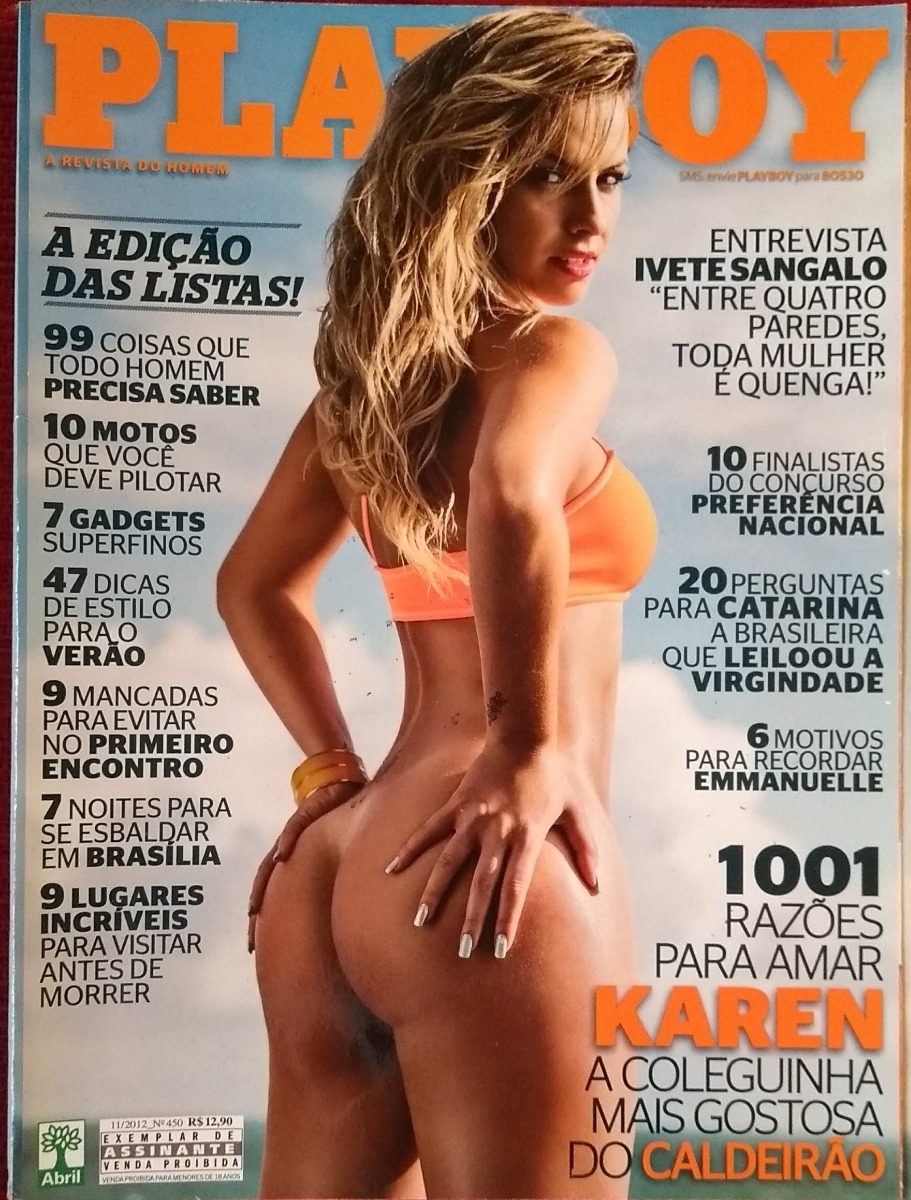 PLAYBOY
A REVISTA DO HOMEM
SMS: envie PLAYBOY para 80530
A EDIÇÃO
DAS LISTAS!
99 COISAS QUE
TODO HOMEM
PRECISA SABER
10 MOTOS
QUE VOCÊ
DEVE PILOTAR
7 GADGETS
SUPERFINOS
47 DICAS
DE ESTILO
PARA O
VERÃO
9 MANCADAS
PARA EVITAR
NO PRIMEIRO
ENCONTRO
7 NOITES PARA
SE ESBALDAR
EM BRASÍLIA
9 LUGARES
INCRÍVEIS
PARA VISITAR
ANTES DE
MORRER
ENTREVISTA
IVETE SANGALO
“ENTRE QUATRO
PAREDES,
TODA MULHER
É QUENGA!”
10 FINALISTAS
DO CONCURSO
PREFERÊNCIA
NACIONAL
20 PERGUNTAS
PARA CATARINA
A BRASILEIRA
QUE LEILOOU A
VIRGINDADE
6 MOTIVOS
PARA RECORDAR
EMMANUELLE
1001
RAZÕES
PARA AMAR
KAREN
A COLEGUINHA
MAIS GOSTOSA
DO CALDEIRÃO
Abril
11/2012_Nº450 R$ 12,90
EXEMPLAR DE
ASSINANTE
VENDA PROIBIDA
VENDA PROIBIDA PARA MENORES DE 18 ANOS